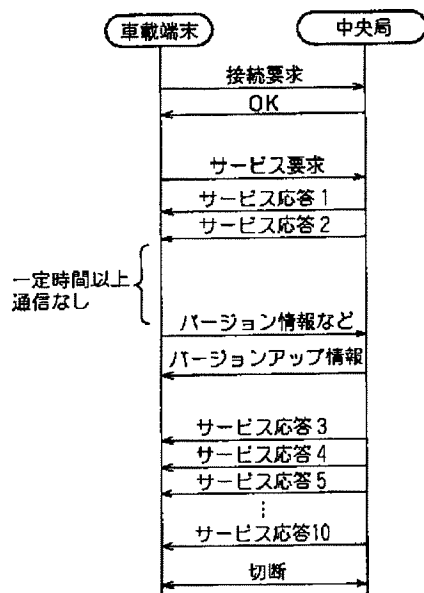 車載端末
中央局
接続要求
OK
サービス要求
サービス応答1
サービス応答2
一定時間以上
通信なし
バージョン情報など
バージョンアップ情報
サービス応答3
サービス応答4
サービス応答5
⋮
サービス応答10
切断